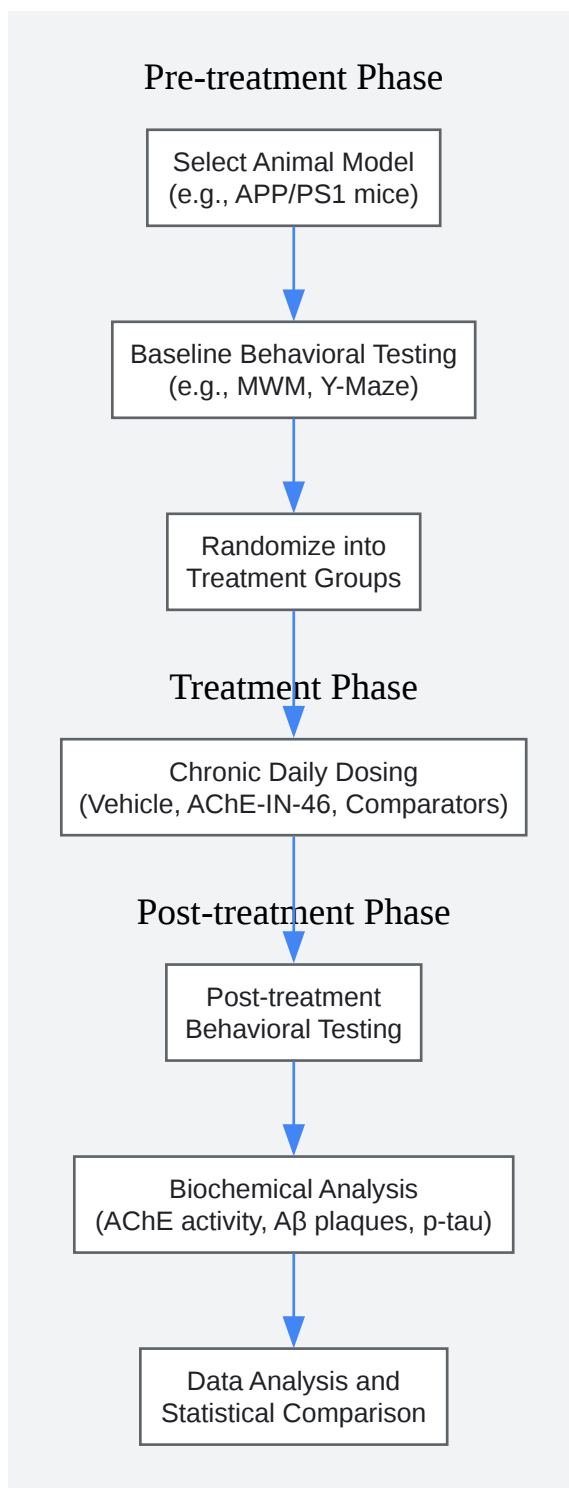 Pre-treatment Phase
Select Animal Model
(e.g., APP/PS1 mice)
Baseline Behavioral Testing
(e.g., MWM, Y-Maze)
Randomize into
Treatment Groups
Treatment Phase
Chronic Daily Dosing
(Vehicle, AChE-IN-46, Comparators)
Post-treatment Phase
Post-treatment
Behavioral Testing
Biochemical Analysis
(AChE activity, Aβ plaques, p-tau)
Data Analysis and
Statistical Comparison